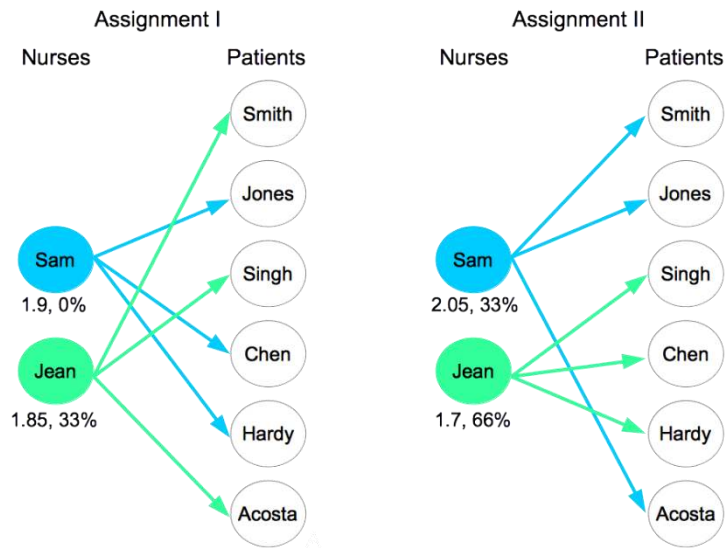 Assignment I
Nurses Patients
Smith
Jones
Sam
1.9, 0%
Singh
Chen
Jean
1.85, 33%
Hardy
Acosta
Assignment II
Nurses Patients
Smith
Jones
Sam
2.05, 33%
Singh
Chen
Jean
1.7, 66%
Hardy
Acosta